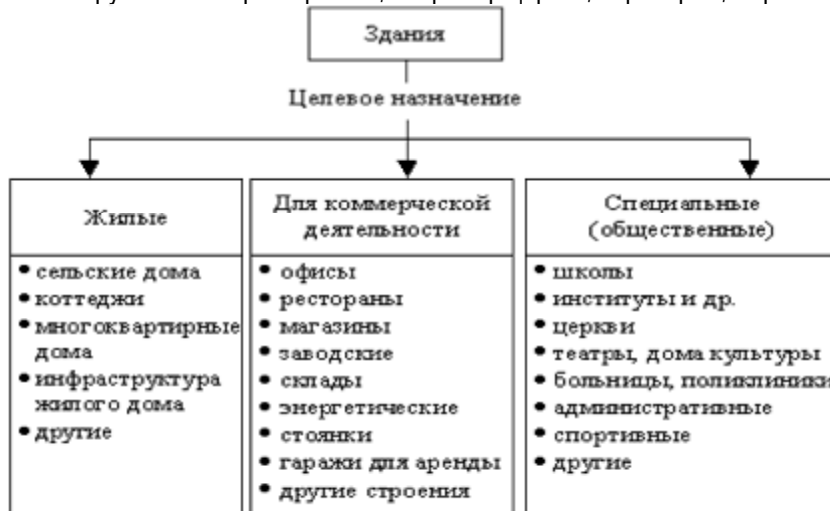 Здания
Целевое назначение
Жилые
• сельские дома
• коттеджи
• многоквартирные
дома
• инфраструктура
жилого дома
• другие
Для коммерческой
деятельности
• офисы
• рестораны
• магазины
• заводские
• склады
• энергетические
• стоянки
• гаражи для аренды
• другие строения
Специальные
(общественные)
• школы
• институты и др.
• церкви
• театры, дома культуры
• больницы, поликлиники
• административные
• спортивные
• другие